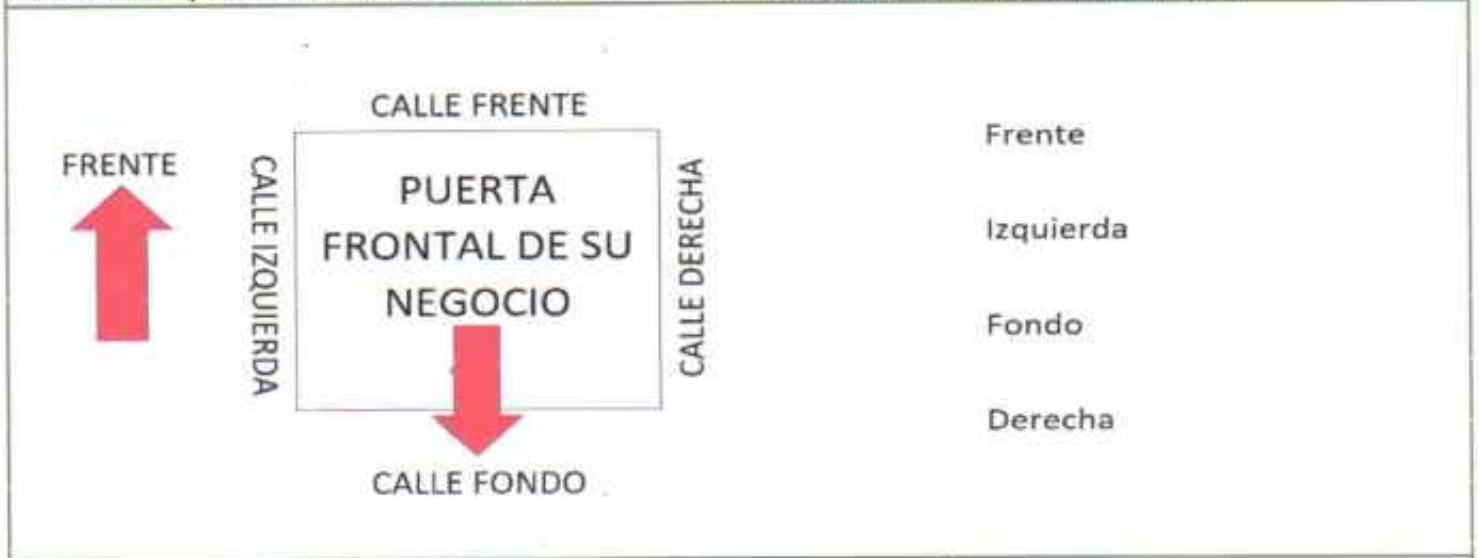 CALLE FRENTE
FRENTE
CALLE IZQUIERDA
PUERTA
FRONTAL DE SU
NEGOCIO
CALLE DERECHA
CALLE FONDO
Frente
Izquierda
Fondo
Derecha